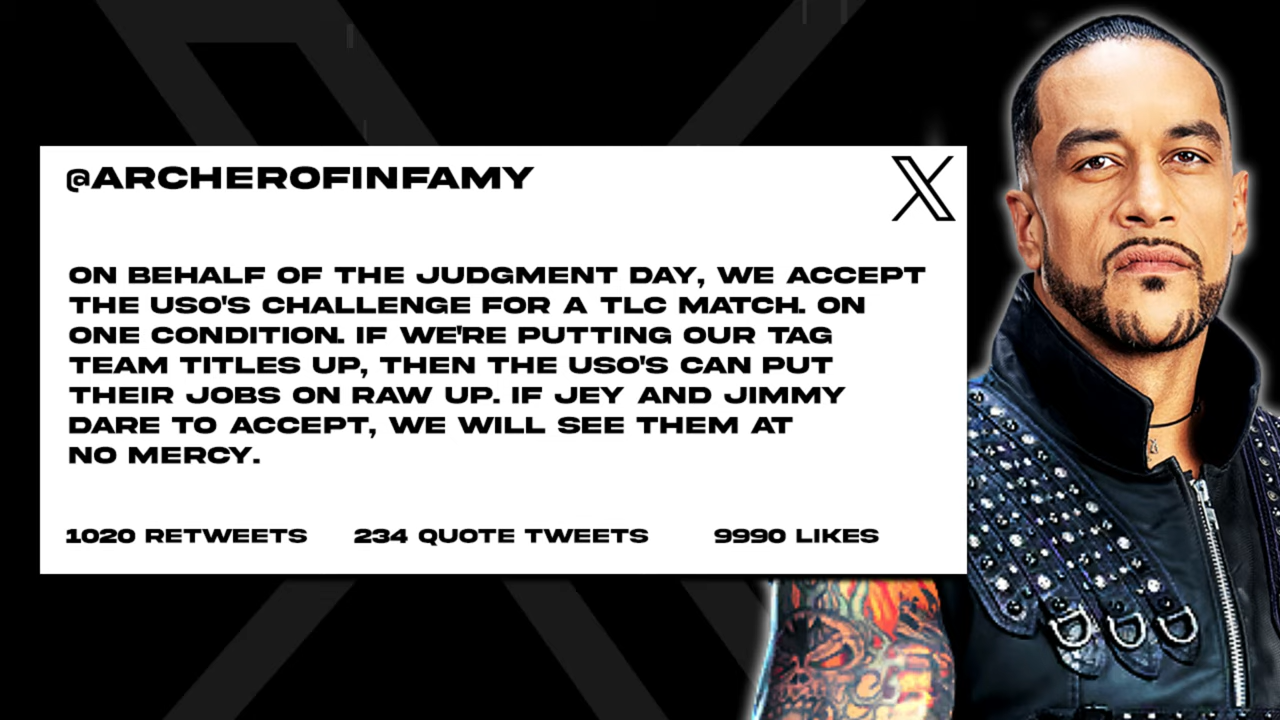 @ARCHEROFINFAMY
ON BEHALF OF THE JUDGMENT DAY, WE ACCEPT
THE USO'S CHALLENGE FOR A TLC MATCH. ON
ONE CONDITION. IF WE'RE PUTTING OUR TAG
TEAM TITLES UP, THEN THE USO'S CAN PUT
THEIR JOBS ON RAW UP. IF JEY AND JIMMY
DARE TO ACCEPT, WE WILL SEE THEM AT
NO MERCY.
1020 RETWEETS 234 QUOTE TWEETS 9990 LIKES